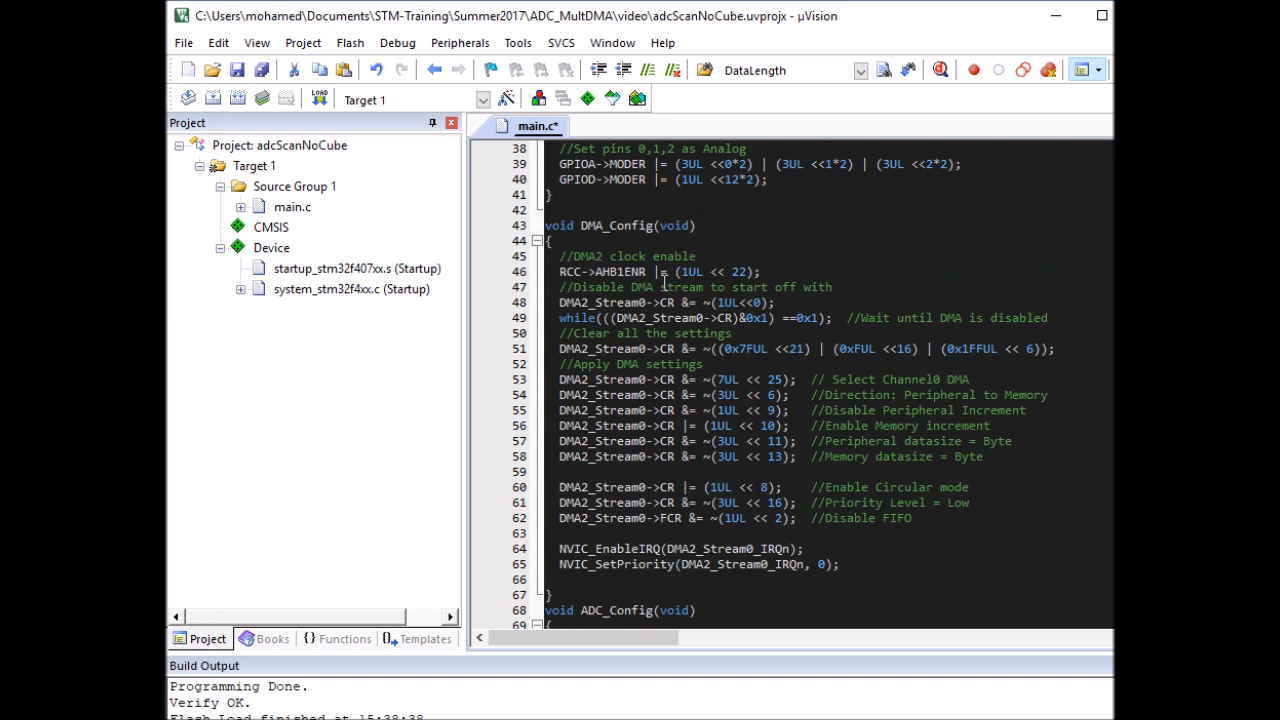 C:\Users\mohamed\Documents\STM-Training\Summer2017\ADC_MultDMA\video\adcScanNoCube.uvprojx - µVision
File Edit View Project Flash Debug Peripherals Tools SVCS Window Help
DataLength
LOAD Target 1
Project
main.c*
Project: adcScanNoCube
Target 1
Source Group 1
main.c
CMSIS
Device
startup_stm32f407xx.s (Startup)
system_stm32f4xx.c (Startup)
38 //Set pins 0,1,2 as Analog
39 GPIOA->MODER |= (3UL <<0*2) | (3UL <<1*2) | (3UL <<2*2);
40 GPIOD->MODER |= (1UL <<12*2);
41 }
42
43 void DMA_Config(void)
44 {
45 //DMA2 clock enable
46 RCC->AHB1ENR |= (1UL << 22);
47 //Disable DMA stream to start off with
48 DMA2_Stream0->CR &= ~(1UL<<0);
49 while(((DMA2_Stream0->CR)&0x1) ==0x1); //Wait until DMA is disabled
50 //Clear all the settings
51 DMA2_Stream0->CR &= ~((0x7FUL <<21) | (0xFUL <<16) | (0x1FFUL << 6));
52 //Apply DMA settings
53 DMA2_Stream0->CR &= ~(7UL << 25); // Select Channel0 DMA
54 DMA2_Stream0->CR &= ~(3UL << 6); //Direction: Peripheral to Memory
55 DMA2_Stream0->CR &= ~(1UL << 9); //Disable Peripheral Increment
56 DMA2_Stream0->CR |= (1UL << 10); //Enable Memory increment
57 DMA2_Stream0->CR &= ~(3UL << 11); //Peripheral datasize = Byte
58 DMA2_Stream0->CR &= ~(3UL << 13); //Memory datasize = Byte
59
60 DMA2_Stream0->CR |= (1UL << 8); //Enable Circular mode
61 DMA2_Stream0->CR &= ~(3UL << 16); //Priority Level = Low
62 DMA2_Stream0->FCR &= ~(1UL << 2); //Disable FIFO
63
64 NVIC_EnableIRQ(DMA2_Stream0_IRQn);
65 NVIC_SetPriority(DMA2_Stream0_IRQn, 0);
66
67 }
68 void ADC_Config(void)
69 {
Project Books {} Functions Templates
Build Output
Programming Done.
Verify OK.
Flash Load finished at 15:38:38